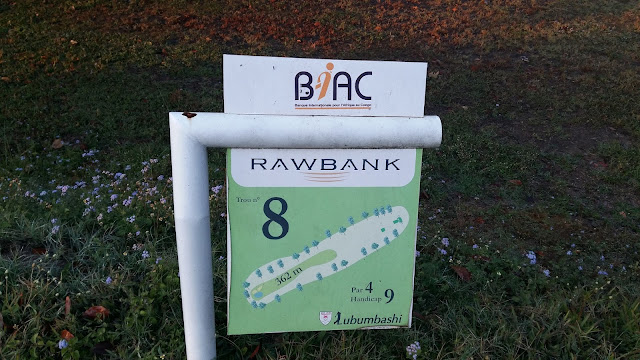 BIAC
Banque Internationale pour l'Afrique au Congo
RAWBANK
Trou n°
8
362 m
Par 4
Handicap 9
Lubumbashi